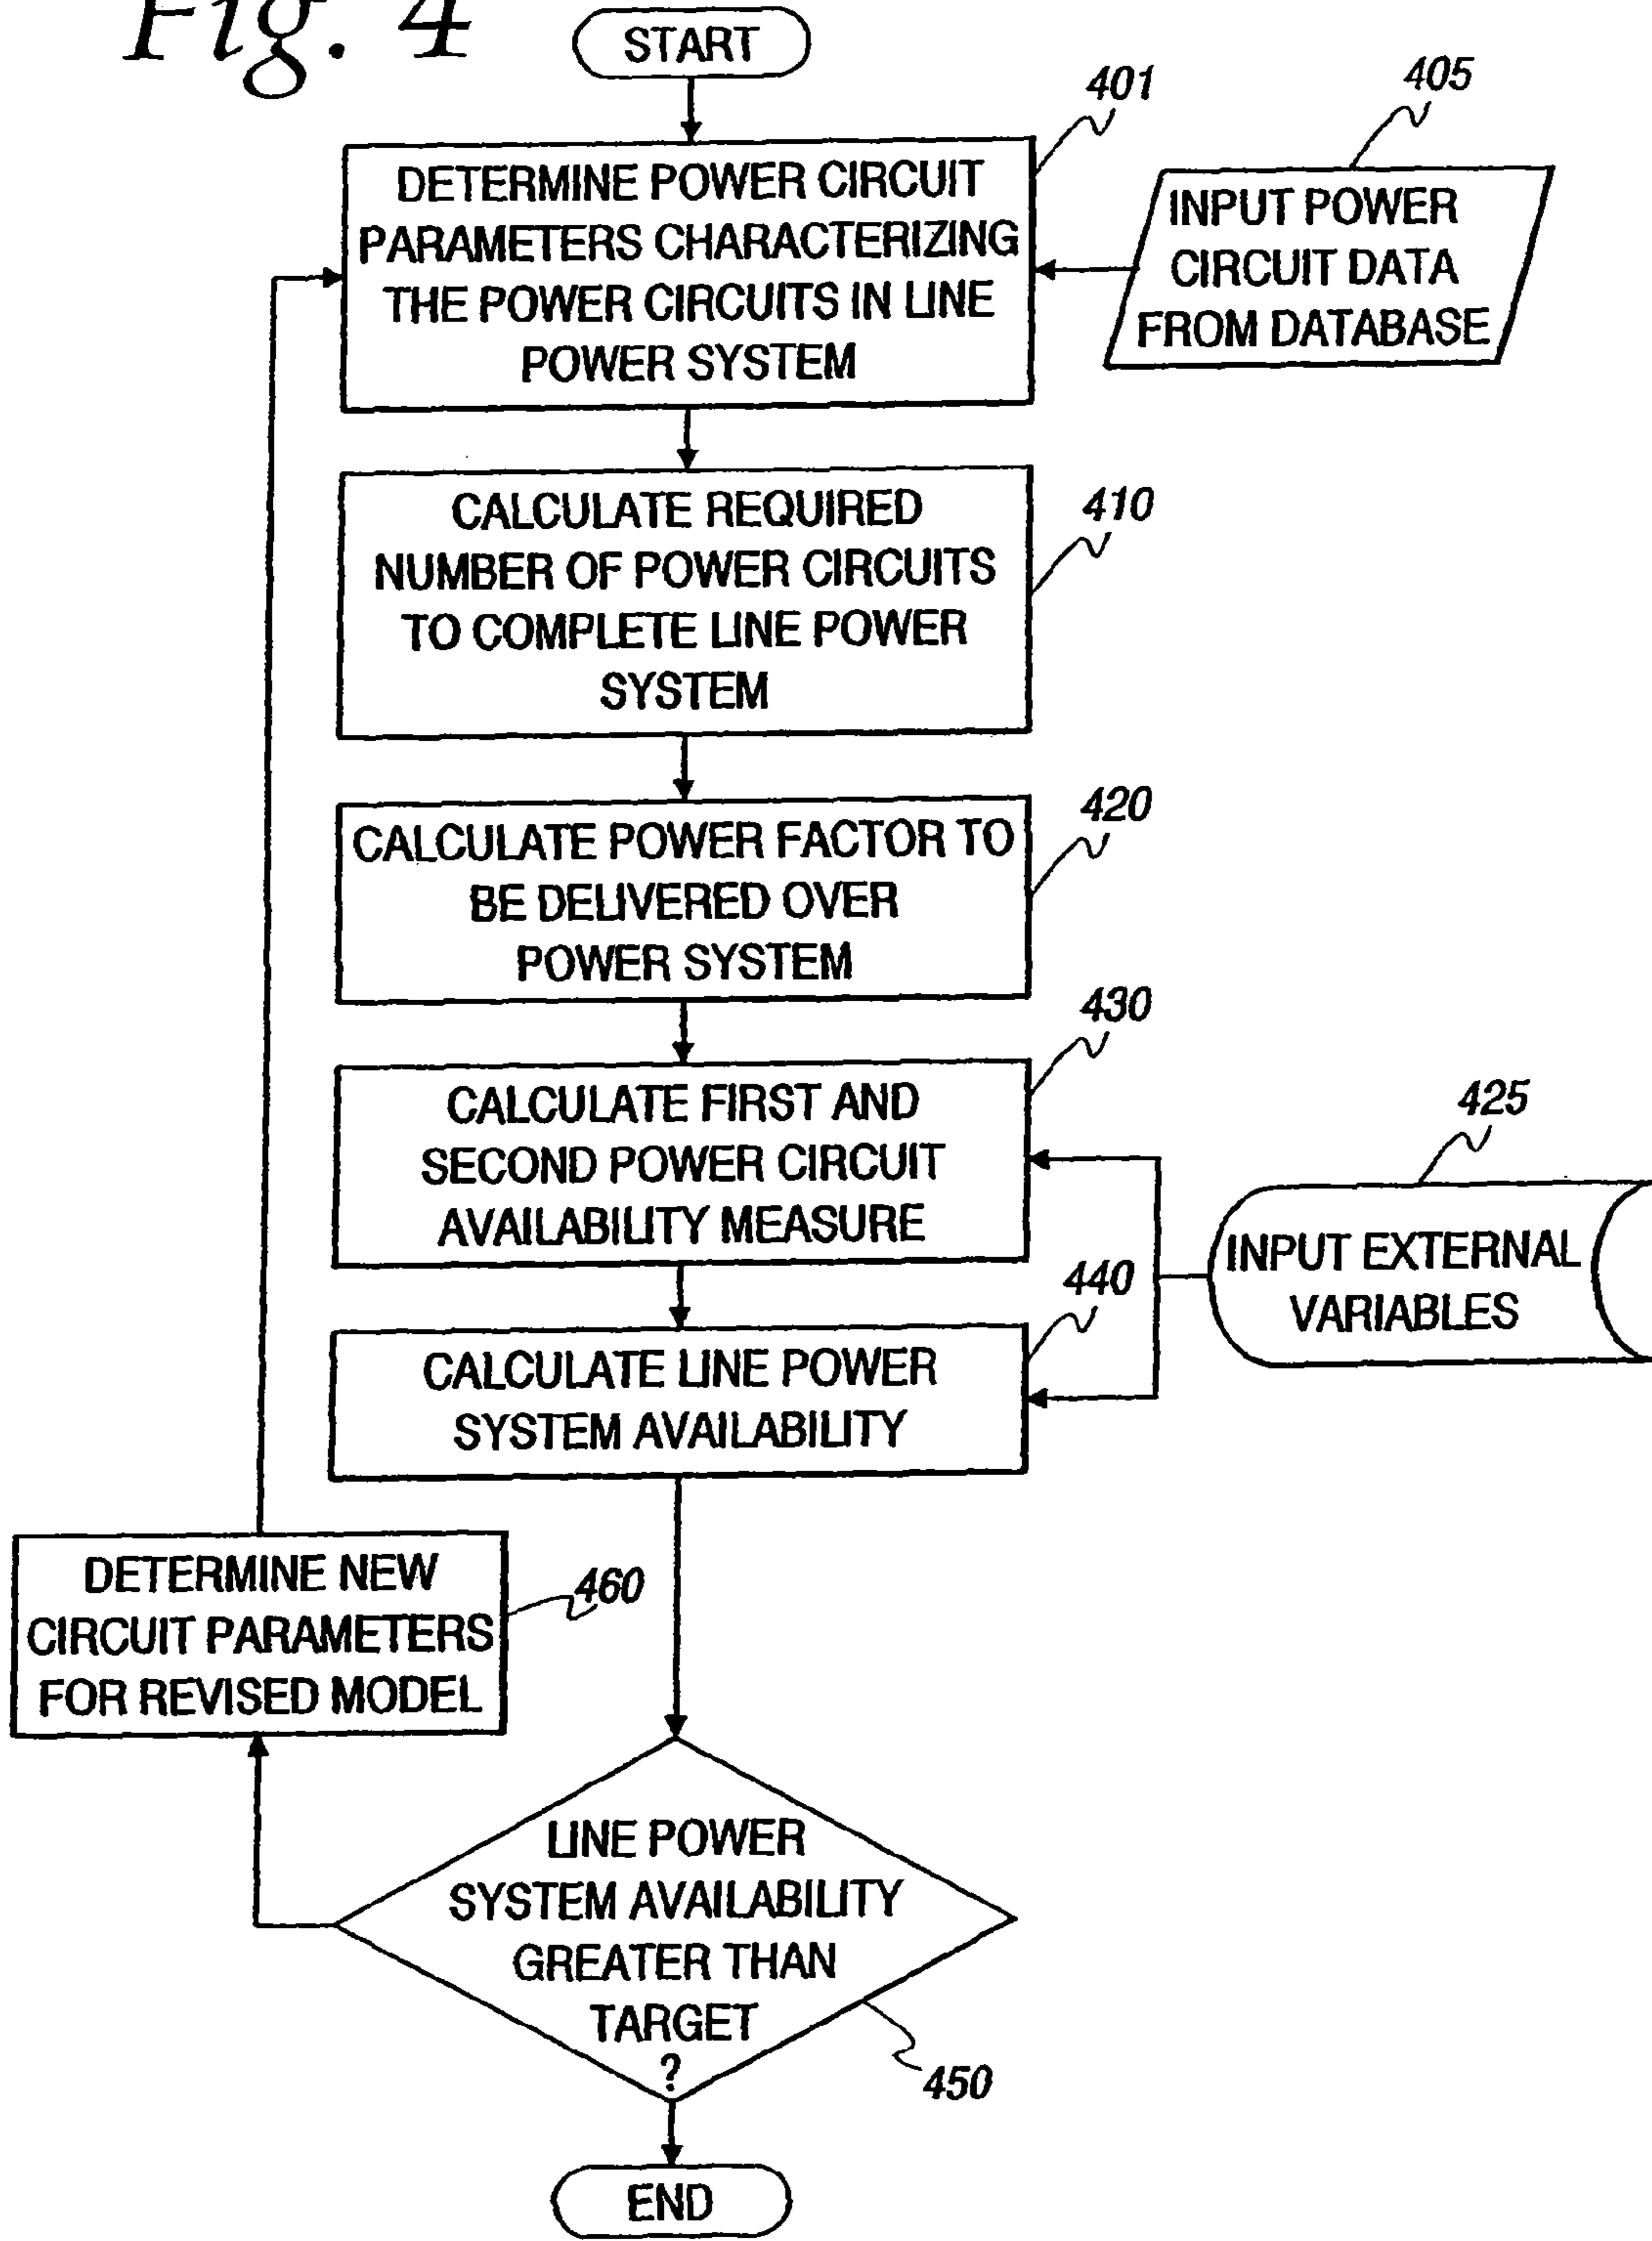 Fig. 4
START
401
405
DETERMINE POWER CIRCUIT
PARAMETERS CHARACTERIZING
THE POWER CIRCUITS IN LINE
POWER SYSTEM
INPUT POWER
CIRCUIT DATA
FROM DATABASE
CALCULATE REQUIRED
NUMBER OF POWER CIRCUITS
TO COMPLETE LINE POWER
SYSTEM
410
420
CALCULATE POWER FACTOR TO
BE DELIVERED OVER
POWER SYSTEM
430
CALCULATE FIRST AND
SECOND POWER CIRCUIT
AVAILABILITY MEASURE
425
INPUT EXTERNAL
VARIABLES
440
CALCULATE LINE POWER
SYSTEM AVAILABILITY
DETERMINE NEW
CIRCUIT PARAMETERS
FOR REVISED MODEL
460
LINE POWER
SYSTEM AVAILABILITY
GREATER THAN
TARGET
?
450
END